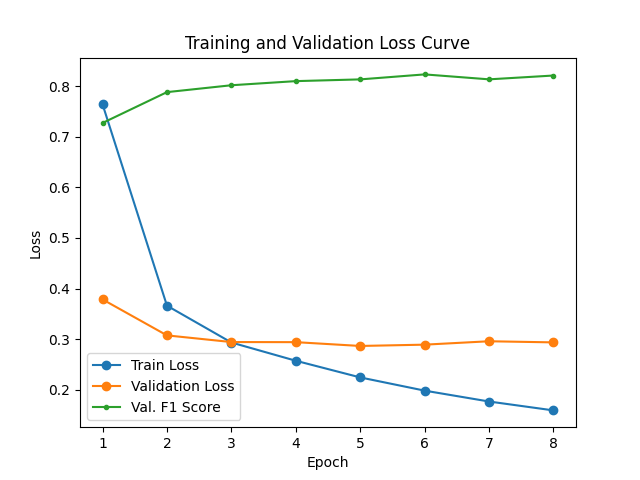 Training and Validation Loss Curve
Loss
0.8
0.7
0.6
0.5
0.4
0.3
0.2
Train Loss
Validation Loss
Val. F1 Score
1 2 3 4 5 6 7 8
Epoch